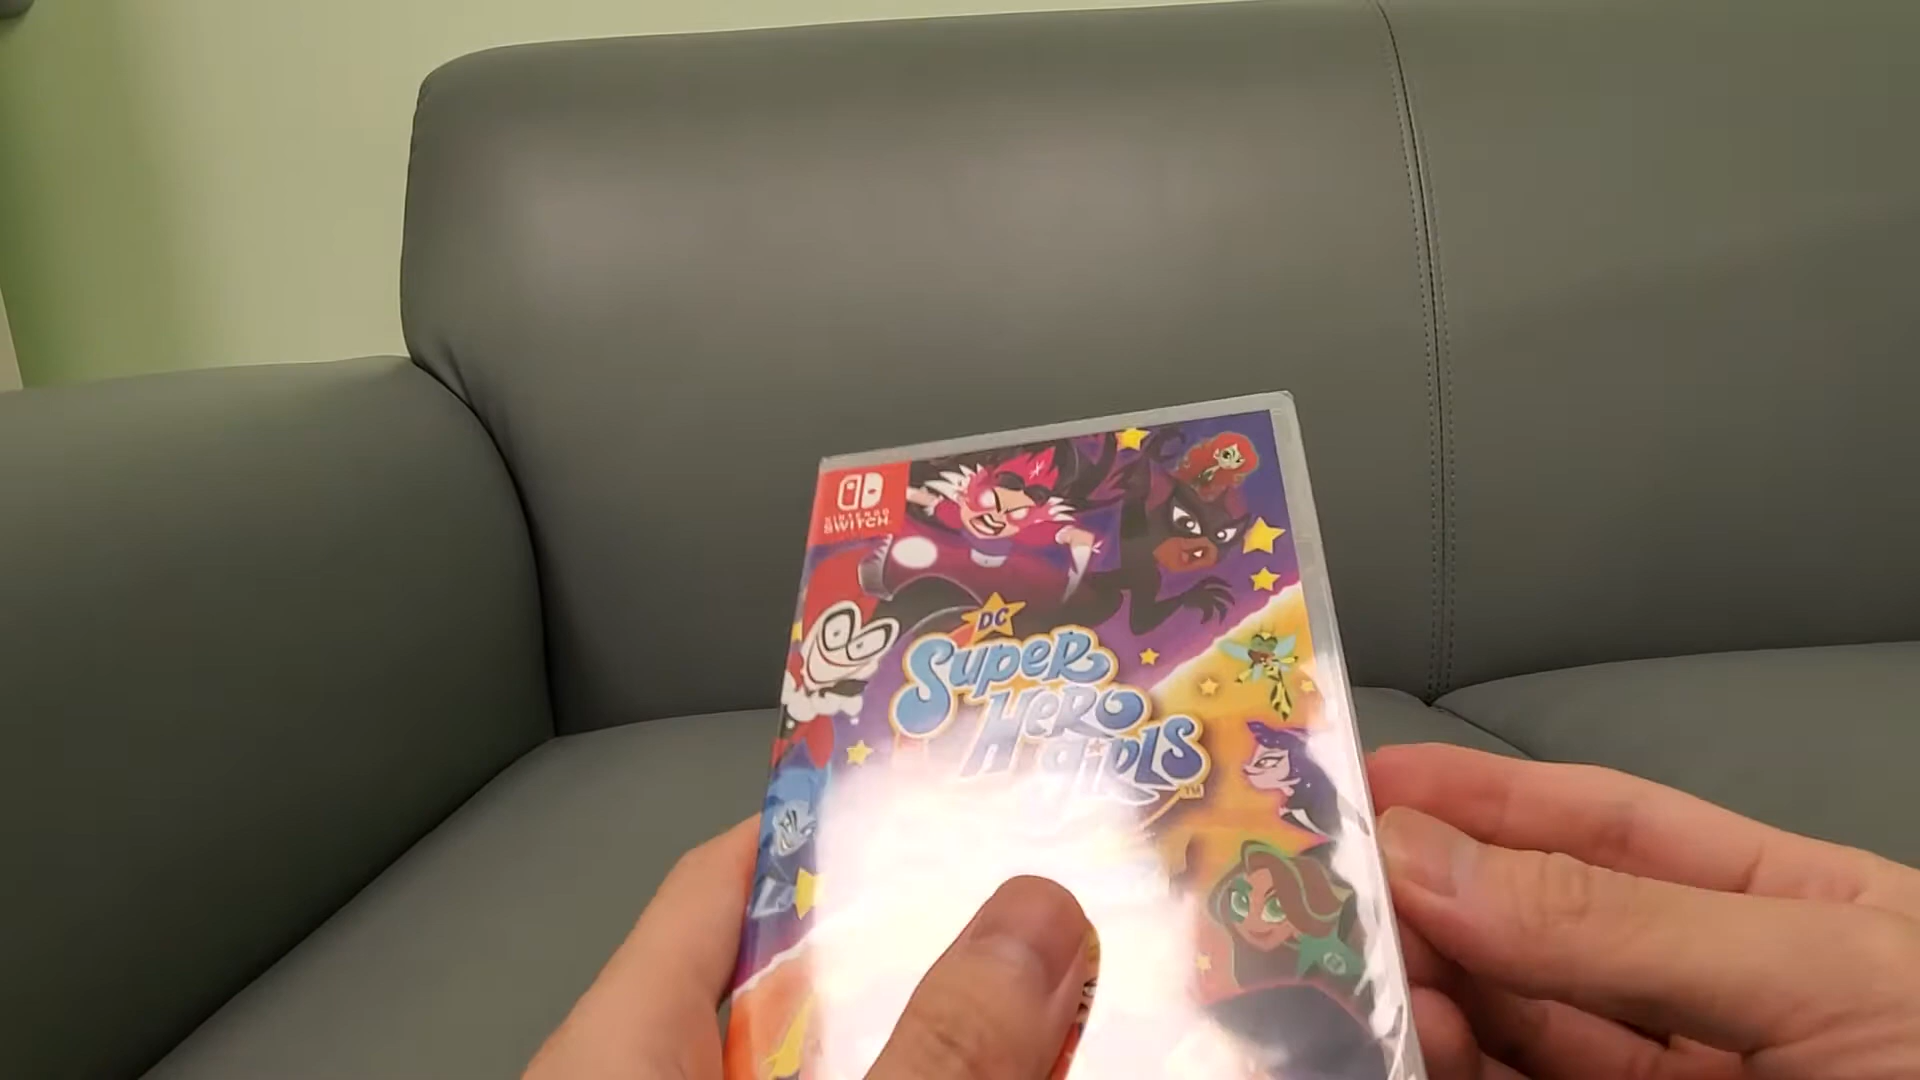 NINTENDO
SWITCH
DC
Super
Hero
girls
TM